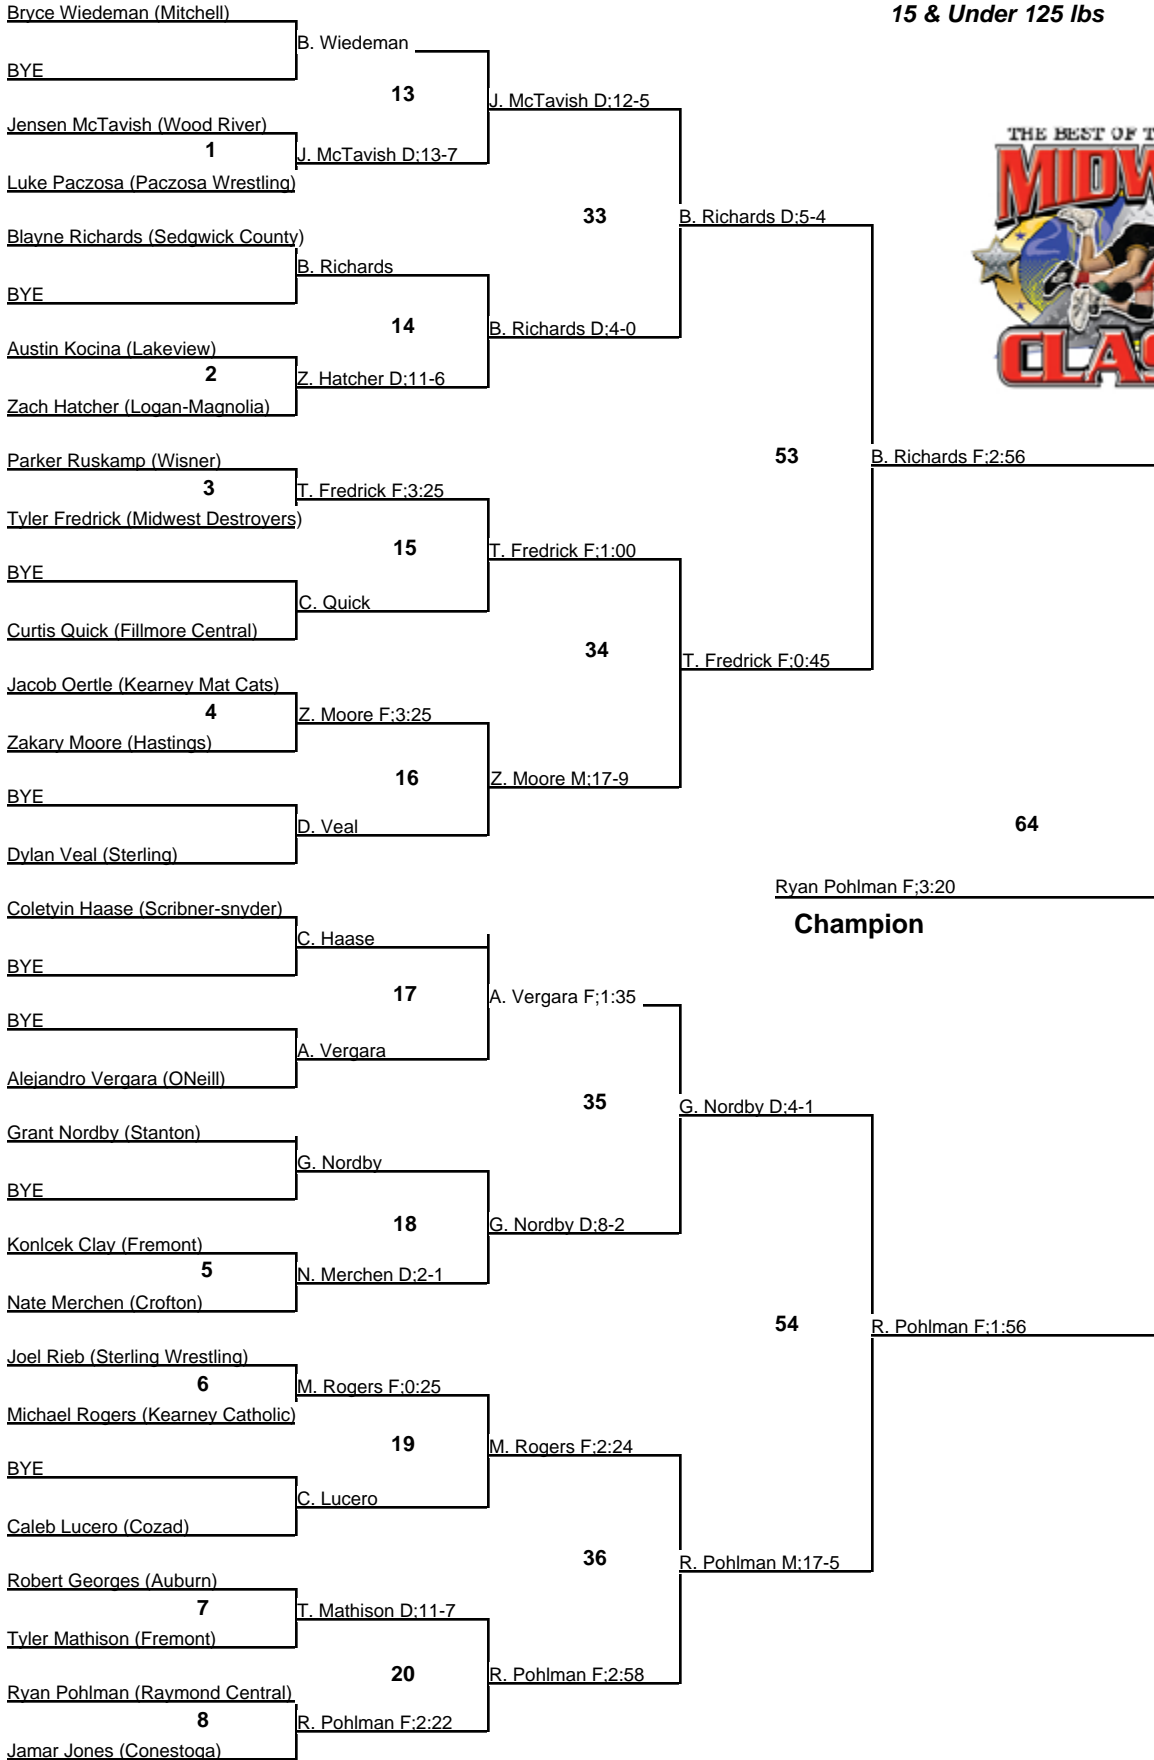 Bryce Wiedeman (Mitchell)
15 & Under 125 lbs
B. Wiedeman
BYE
13
J. McTavish D;12-5
Jensen McTavish (Wood River)
THE BEST OF T
1
J. McTavish D;13-7
MIDW
Luke Paczosa (Paczosa Wrestling)
33
B. Richards D;5-4
Blayne Richards (Sedgwick County)
B. Richards
BYE
14
B. Richards D;4-0
Austin Kocina (Lakeview)
CLAS
2
Z. Hatcher D;11-6
Zach Hatcher (Logan-Magnolia)
53
B. Richards F;2:56
Parker Ruskamp (Wisner)
3
T. Fredrick F;3:25
Tyler Fredrick (Midwest Destroyers)
15
T. Fredrick F;1:00
BYE
C. Quick
Curtis Quick (Fillmore Central)
34
T. Fredrick F;0:45
Jacob Oertle (Kearney Mat Cats)
4
Z. Moore F;3:25
Zakary Moore (Hastings)
16
Z. Moore M;17-9
BYE
D. Veal
64
Dylan Veal (Sterling)
Ryan Pohlman F;3:20
Champion
Coletyin Haase (Scribner-snyder)
C. Haase
BYE
17
A. Vergara F;1:35
BYE
A. Vergara
Alejandro Vergara (ONeill)
35
G. Nordby D;4-1
Grant Nordby (Stanton)
G. Nordby
BYE
18
G. Nordby D;8-2
Konlcek Clay (Fremont)
5
N. Merchen D;2-1
Nate Merchen (Crofton)
54
R. Pohlman F;1:56
Joel Rieb (Sterling Wrestling)
6
M. Rogers F;0:25
Michael Rogers (Kearney Catholic)
19
M. Rogers F;2:24
BYE
C. Lucero
Caleb Lucero (Cozad)
36
R. Pohlman M;17-5
Robert Georges (Auburn)
7
T. Mathison D;11-7
Tyler Mathison (Fremont)
20
R. Pohlman F;2:58
Ryan Pohlman (Raymond Central)
8
R. Pohlman F;2:22
Jamar Jones (Conestoga)